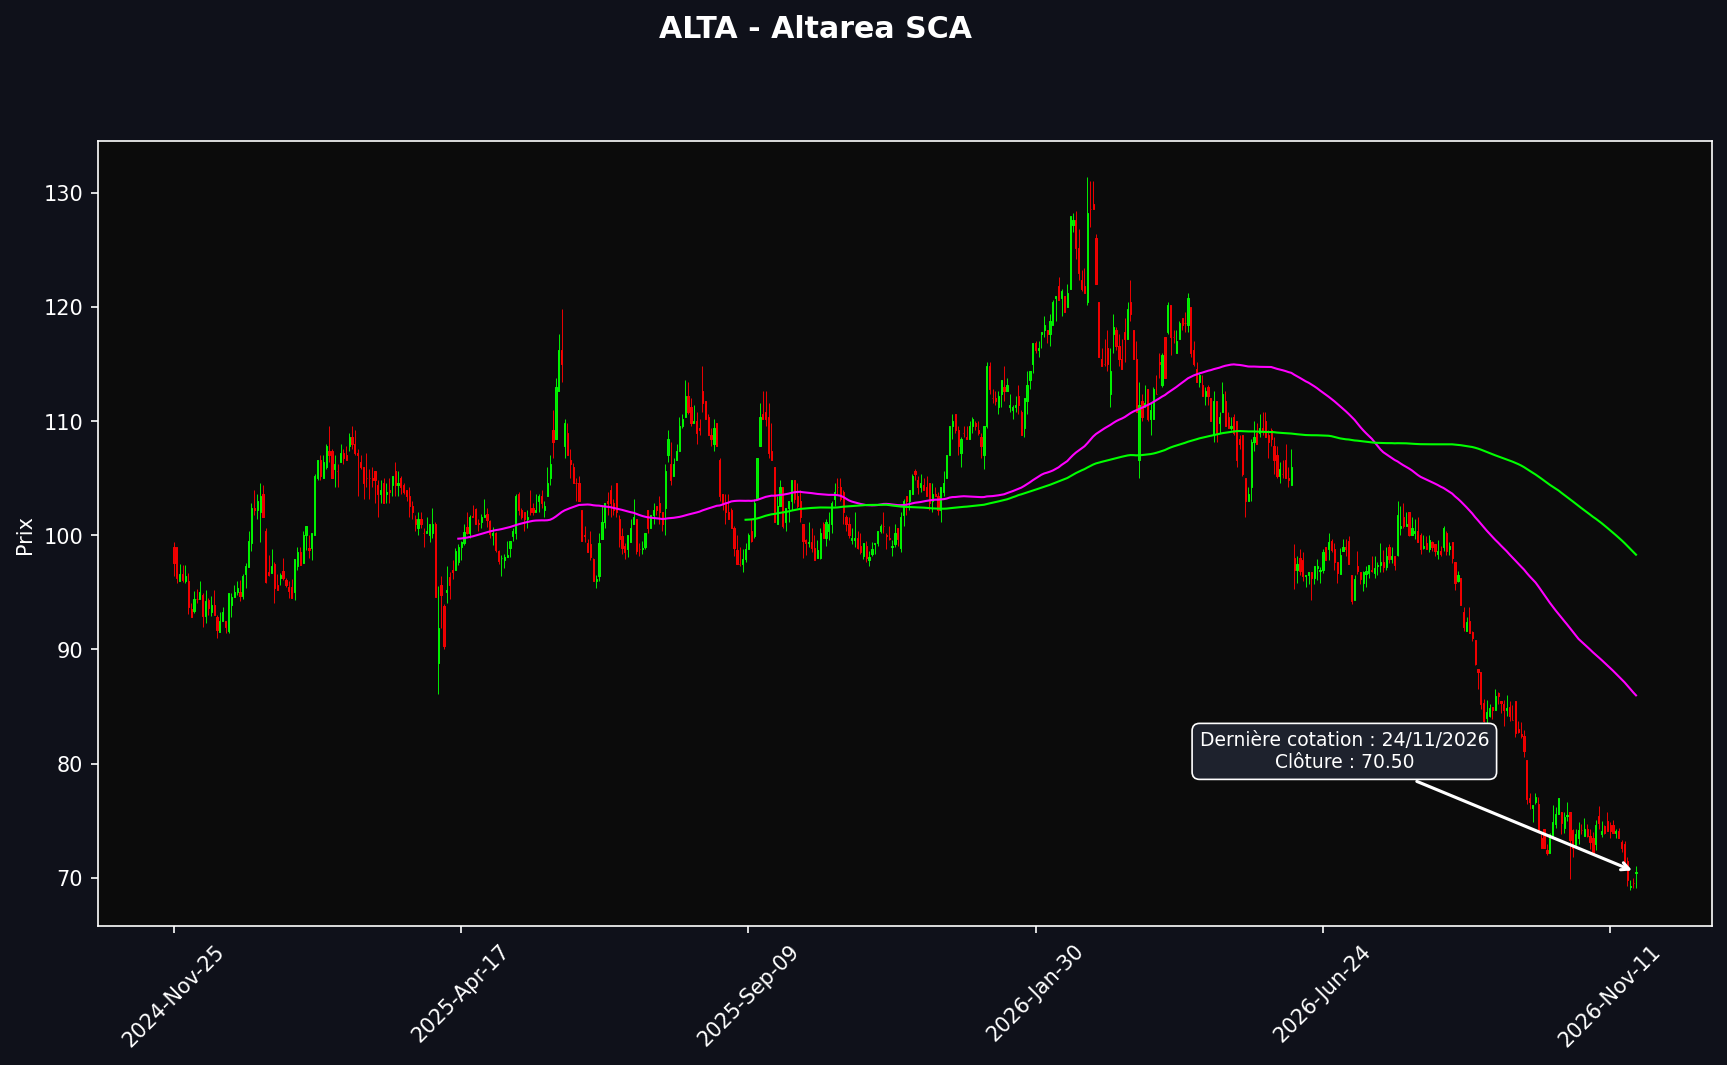 ALTA - Altarea SCA
Prix
130
120
110
100
90
80
70
Dernière cotation : 24/11/2026
Clôture : 70.50
2024-Nov-25
2025-Apr-17
2025-Sep-09
2026-Jan-30
2026-Jun-24
2026-Nov-11